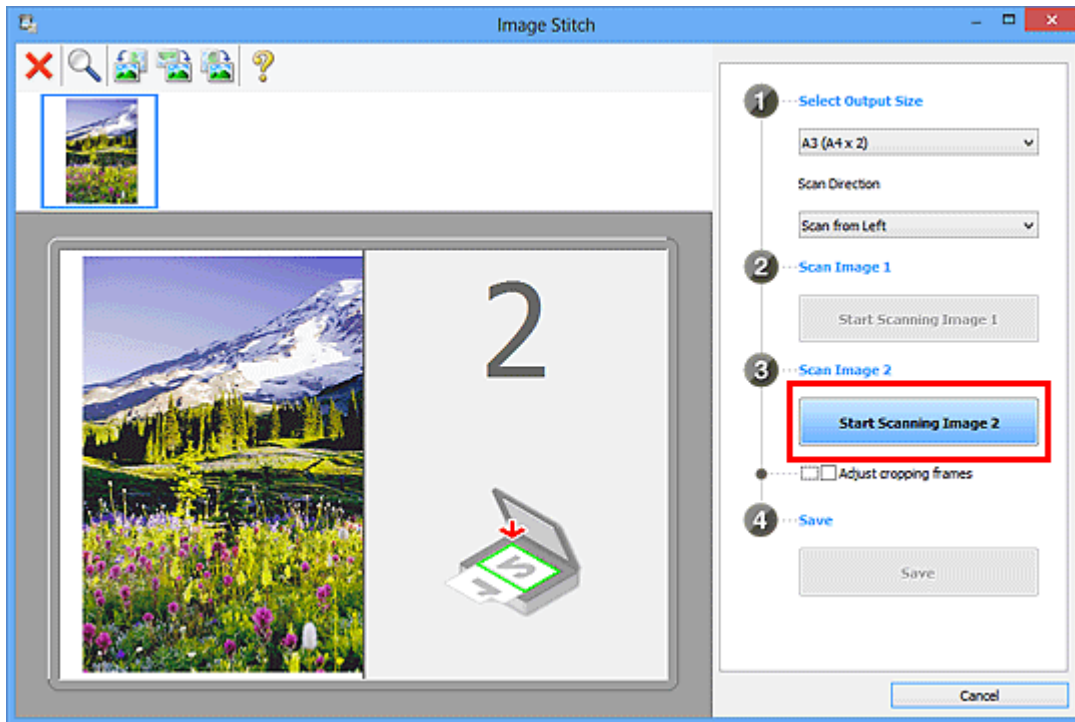 Image Stitch
1
Select Output Size
A3 (A4 x 2)
Scan Direction
Scan from Left
2
Scan Image 1
Start Scanning Image 1
3
Scan Image 2
Start Scanning Image 2
Adjust cropping frames
4
Save
Save
Cancel
2
1 2